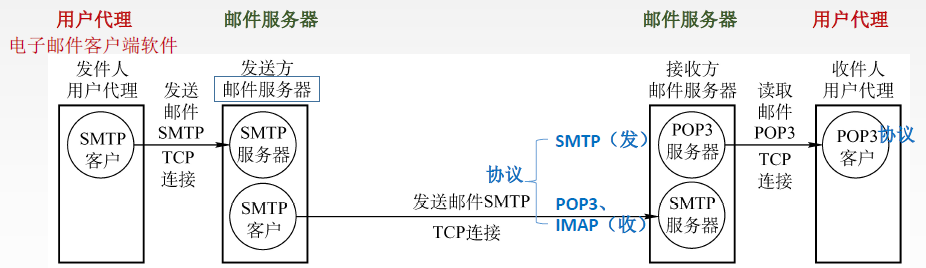 用户代理
邮件服务器
邮件服务器
用户代理
电子邮件客户端软件
发件人
用户代理
发送
邮件
SMTP
TCP
连接
发送方
邮件服务器
接收方
邮件服务器
读取
邮件
POP3
TCP
连接
收件人
用户代理
SMTP
客户
SMTP
服务器
SMTP
客户
协议
SMTP（发）
POP3、
IMAP（收）
发送邮件SMTP
TCP连接
POP3
服务器
SMTP
服务器
POP3
客户
协议